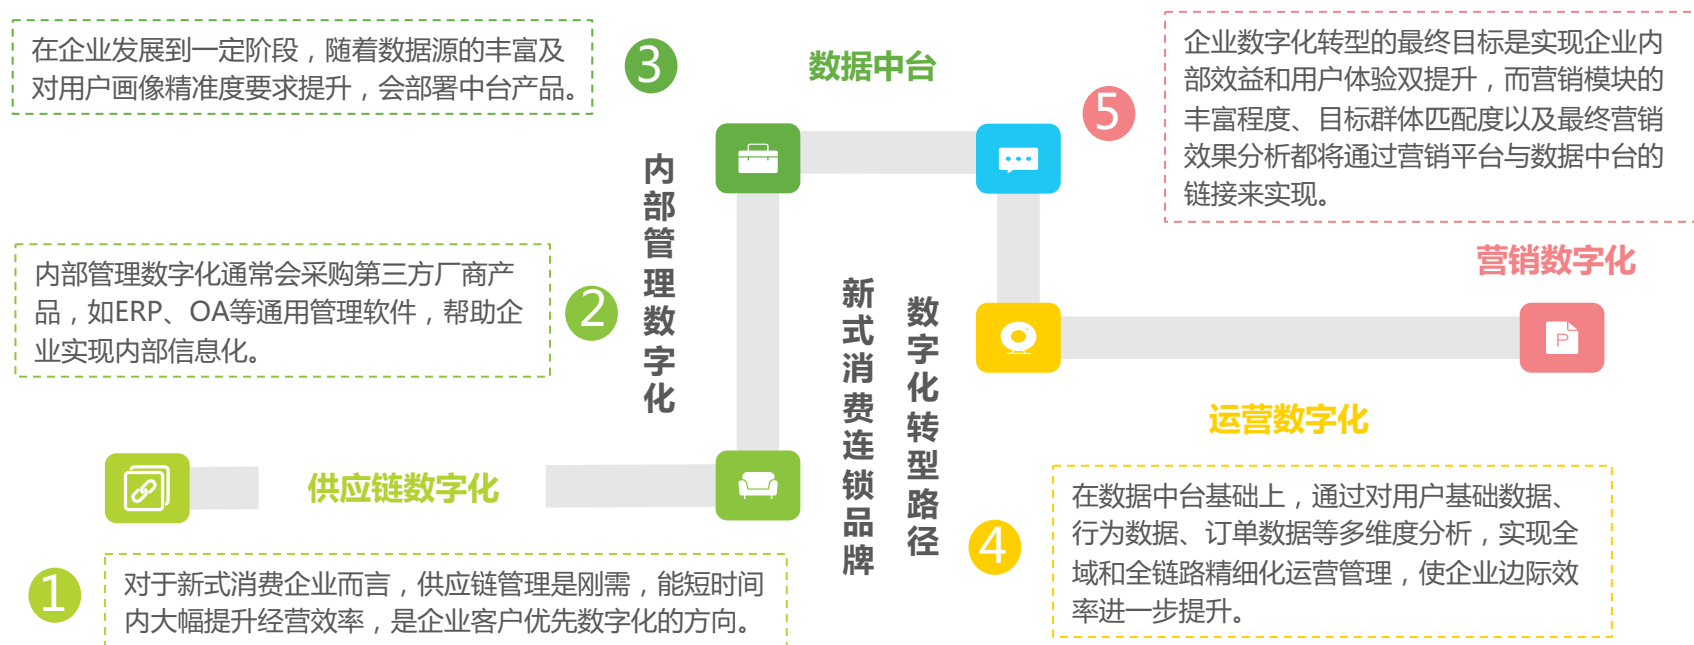 在企业发展到一定阶段，随着数据源的丰富及
对用户画像精准度要求提升，会部署中台产品。
3
数据中台
5
企业数字化转型的最终目标是实现企业内
部效益和用户体验双提升，而营销模块的
丰富程度、目标群体匹配度以及最终营销
效果分析都将通过营销平台与数据中台的
链接来实现。
内部管理数字化
营销数字化
内部管理数字化通常会采购第三方厂商产
品，如ERP、OA等通用管理软件，帮助企
业实现内部信息化。
2
新式消费连锁品牌
数字化转型路径
P
运营数字化
供应链数字化
4
在数据中台基础上，通过对用户基础数据、
行为数据、订单数据等多维度分析，实现全
域和全链路精细化运营管理，使企业边际效
率进一步提升。
1
对于新式消费企业而言，供应链管理是刚需，能短时间
内大幅提升经营效率，是企业客户优先数字化的方向。